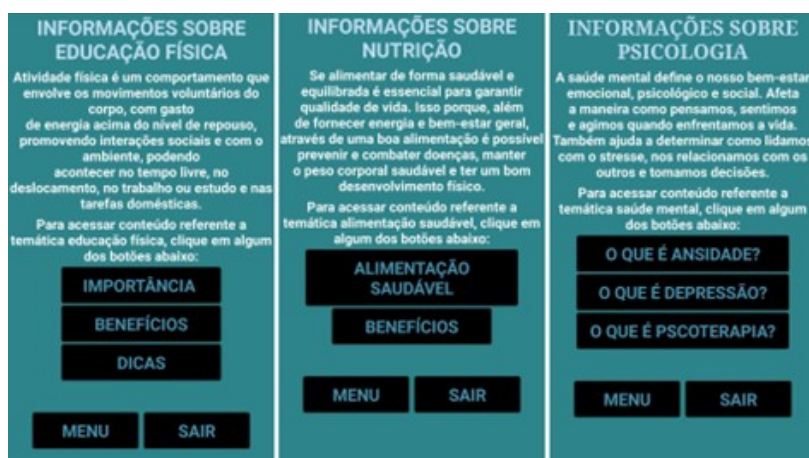 INFORMAÇÕES SOBRE
EDUCAÇÃO FÍSICA
Atividade física é um comportamento que
envolve os movimentos voluntários do
corpo, com gasto
de energia acima do nível de repouso,
promovendo interações sociais e com o
ambiente, podendo
acontecer no tempo livre, no
deslocamento, no trabalho ou estudo e nas
tarefas domésticas.
Para acessar conteúdo referente a
temática educação física, clique em algum
dos botões abaixo:
IMPORTÂNCIA
BENEFÍCIOS
DICAS
MENU
SAIR
INFORMAÇÕES SOBRE
NUTRIÇÃO
Se alimentar de forma saudável e
equilibrada é essencial para garantir
qualidade de vida. Isso porque, além
de fornecer energia e bem-estar geral,
através de uma boa alimentação é possível
prevenir e combater doenças, manter
o peso corporal saudável e ter um bom
desenvolvimento físico.
Para acessar conteúdo referente a
temática alimentação saudável, clique em
algum dos botões abaixo:
ALIMENTAÇÃO
SAUDÁVEL
BENEFÍCIOS
MENU
SAIR
INFORMAÇÕES SOBRE
PSICOLOGIA
A saúde mental define o nosso bem-estar
emocional, psicológico e social. Afeta
a maneira como pensamos, sentimos
e agimos quando enfrentamos a vida.
Também ajuda a determinar como lidamos
com o stresse, nos relacionamos com os
outros e tomamos decisões.
Para acessar conteúdo referente a
temática saúde mental, clique em algum
dos botões abaixo:
O QUE É ANSIDADE?
O QUE É DEPRESSÃO?
O QUE É PSCOTERAPIA?
MENU
SAIR